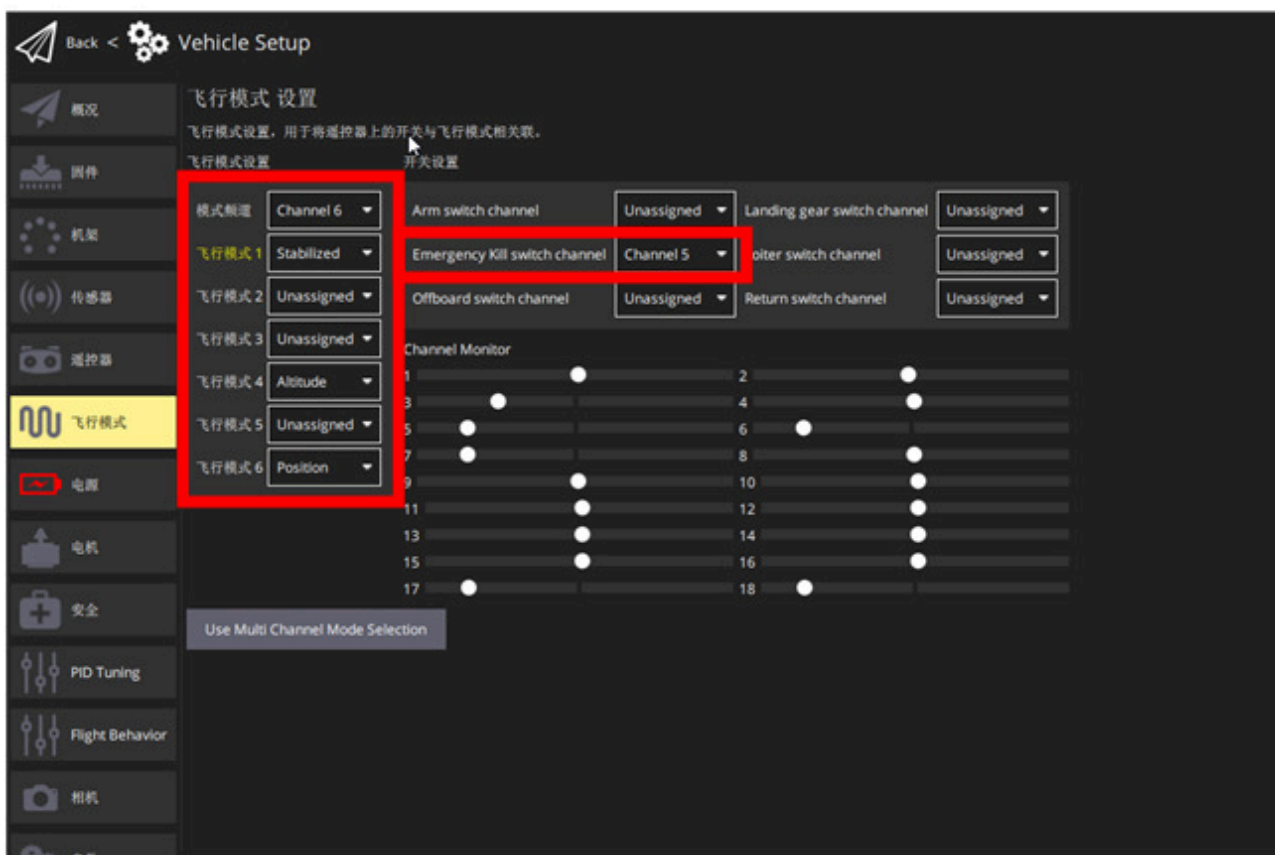 Back < Vehicle Setup
概况
固件
机架
传感器
遥控器
飞行模式
电源
电机
安全
PID Tuning
Flight Behavior
相机
飞行模式 设置
飞行模式设置，用于将遥控器上的开关与飞行模式相关联。
飞行模式设置 开关设置
模式频道 Channel 6
飞行模式 1 Stabilized
飞行模式 2 Unassigned
飞行模式 3 Unassigned
飞行模式 4 Altitude
飞行模式 5 Unassigned
飞行模式 6 Position
Arm switch channel Unassigned Landing gear switch channel Unassigned
Emergency Kill switch channel Channel 5 oiter switch channel Unassigned
Offboard switch channel Unassigned Return switch channel Unassigned
Channel Monitor
1 2
3 4
5 6
7 8
9 10
11 12
13 14
15 16
17 18
Use Multi Channel Mode Selection